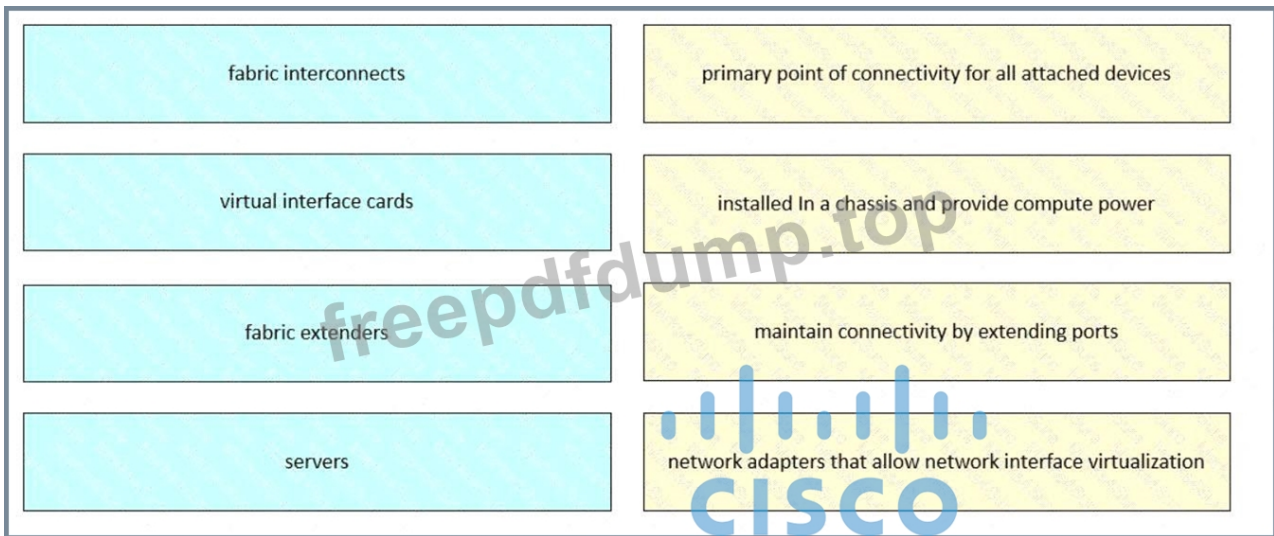 fabric interconnects
primary point of connectivity for all attached devices
virtual interface cards
installed In a chassis and provide compute power
fabric extenders
maintain connectivity by extending ports
servers
network adapters that allow network interface virtualization
freepdfdump.top
CISCO